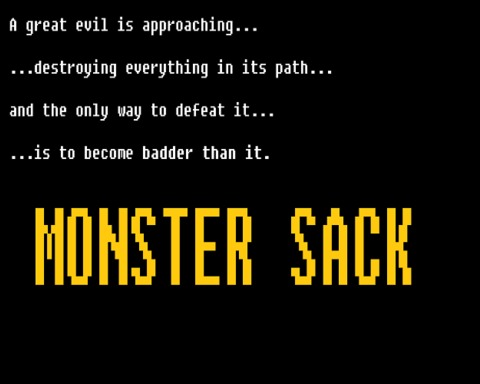 A great evil is approaching...
...destroying everything in its path...
and the only way to defeat it...
...is to become badder than it.
MONSTER SACK